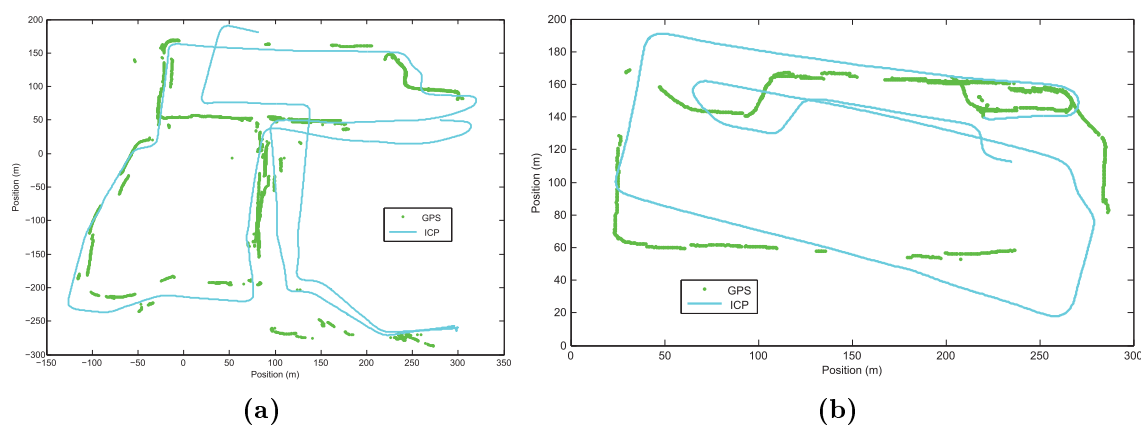 200
150
100
50
0
−50
−100
−150
−200
−250
−300
Position (m)
GPS
ICP
−150 −100 −50 0 50 100 150 200 250 300 350
Position (m)
(a)
200
180
160
140
120
100
80
60
40
20
0
Position (m)
GPS
ICP
0 50 100 150 200 250 300
Position (m)
(b)